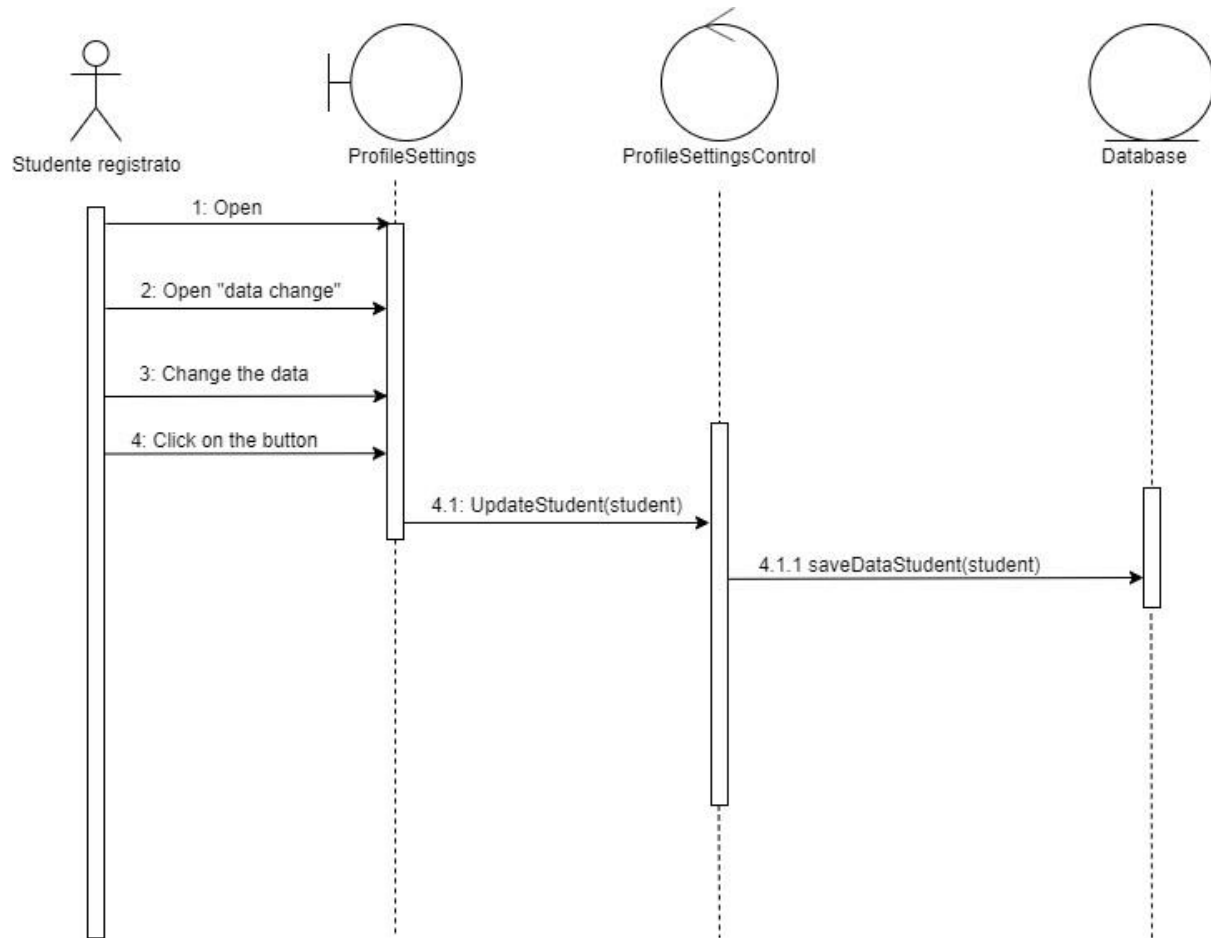 Studente registrato
ProfileSettings
ProfileSettingsControl
Database
1: Open
2: Open "data change"
3: Change the data
4: Click on the button
4.1: UpdateStudent(student)
4.1.1 saveDataStudent(student)